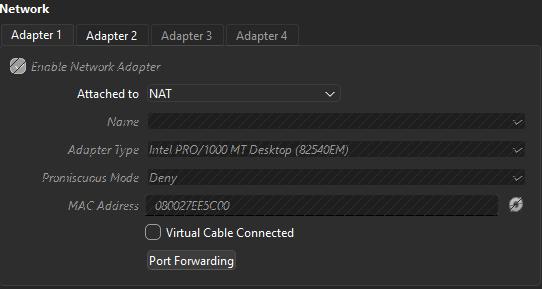 Network
Adapter 1 Adapter 2 Adapter 3 Adapter 4
Enable Network Adapter
Attached to NAT
Name
Adapter Type Intel PRO/1000 MT Desktop (82540EM)
Promiscuous Mode Deny
MAC Address 080027EE5C00
Virtual Cable Connected
Port Forwarding